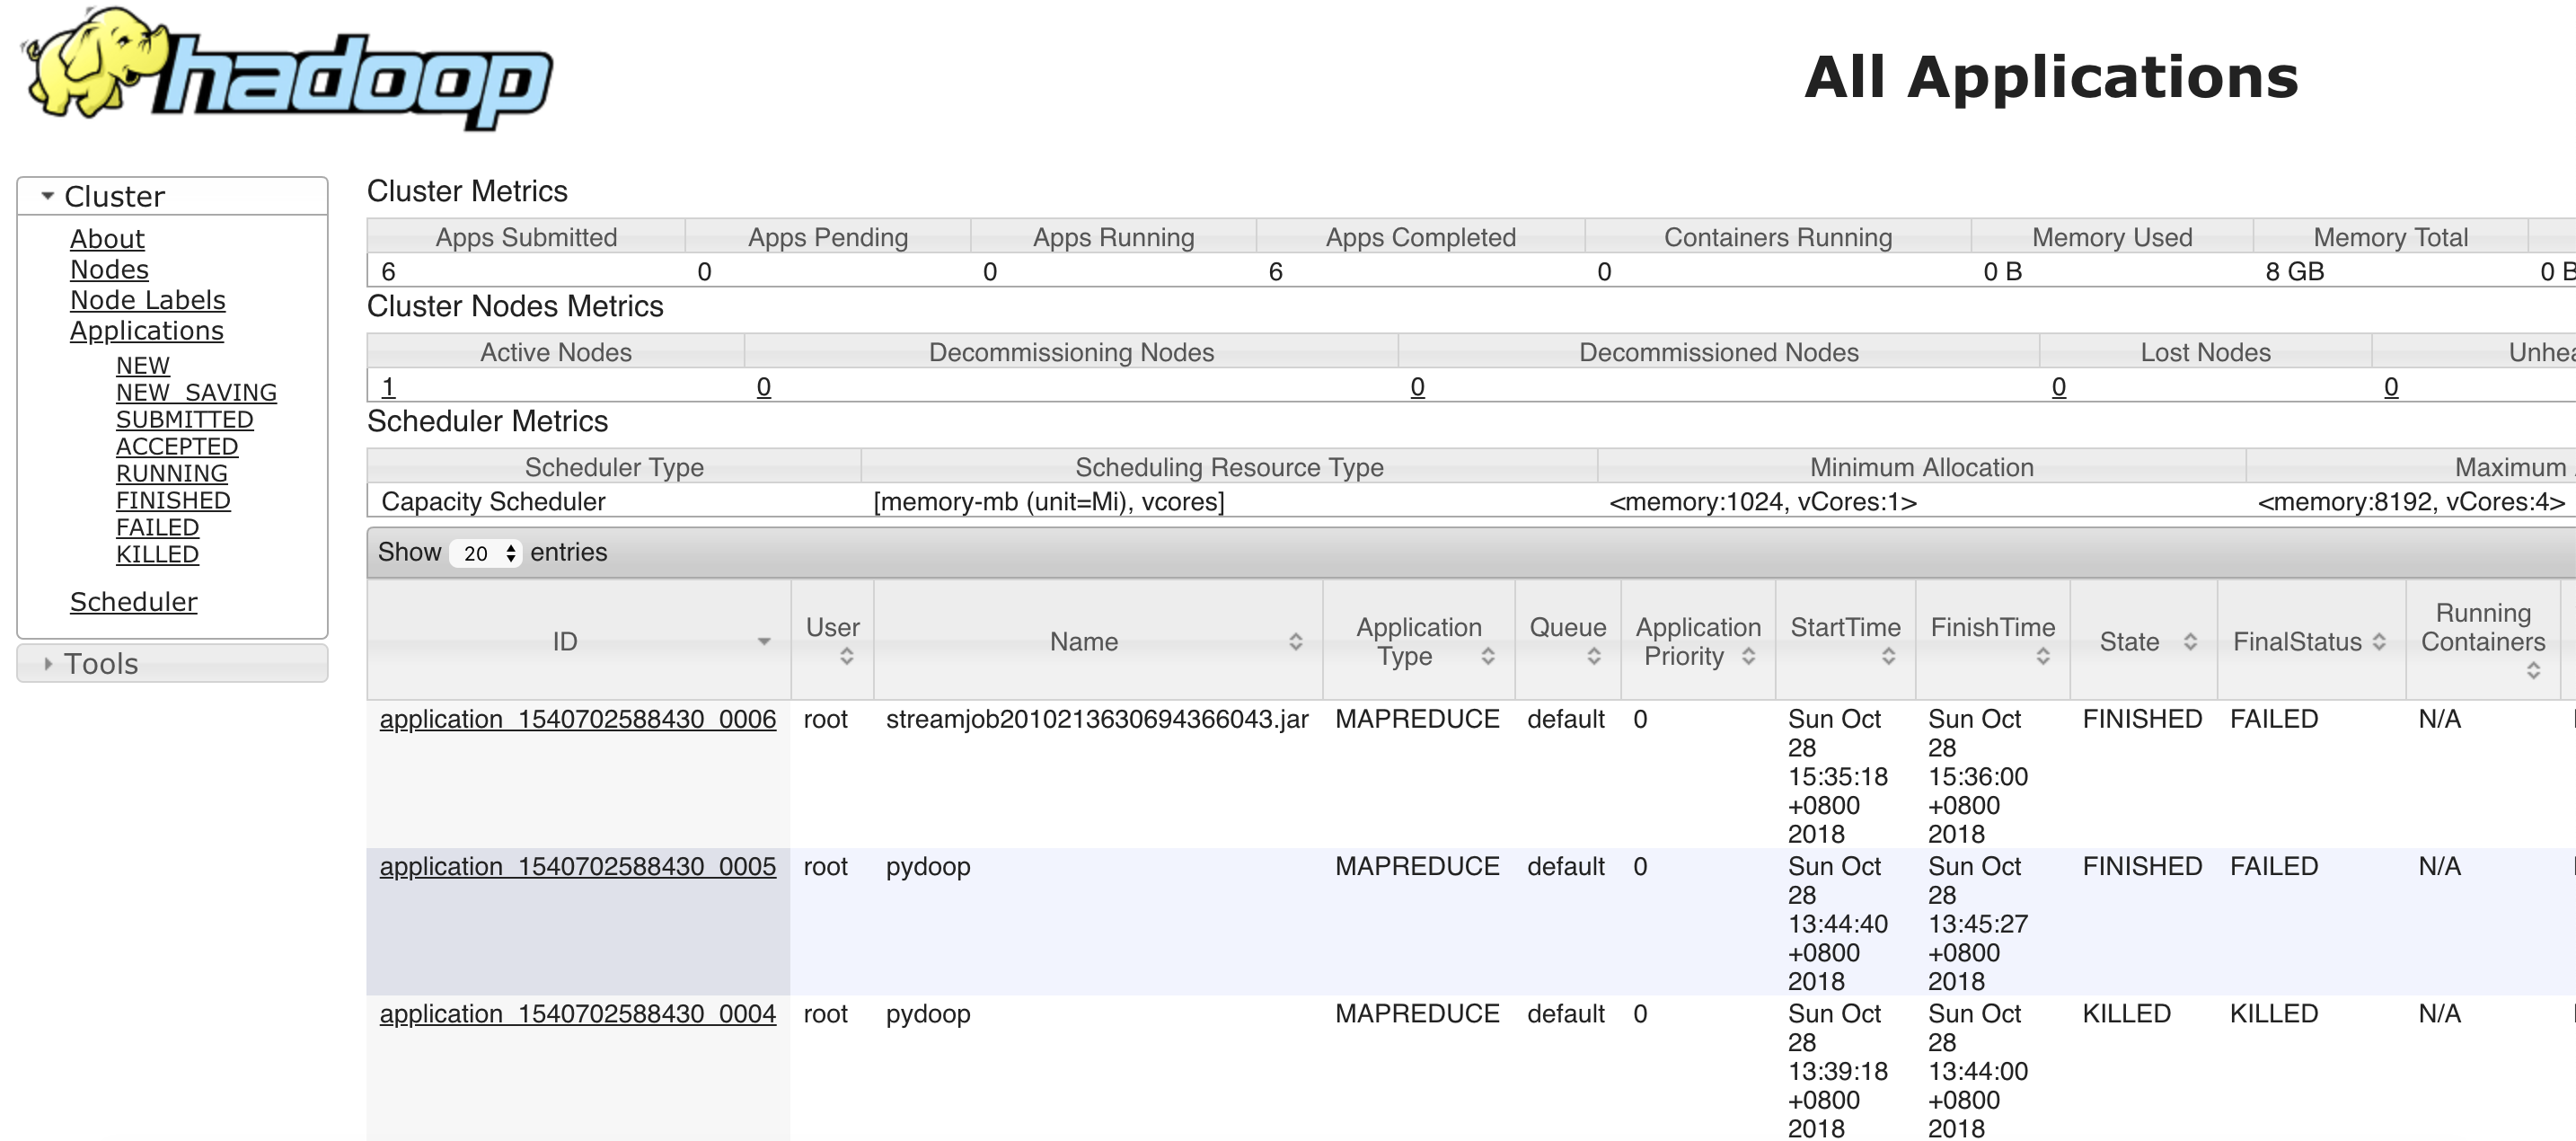 hadoop
All Applications
Cluster
About
Nodes
Node Labels
Applications
NEW
NEW_SAVING
SUBMITTED
ACCEPTED
RUNNING
FINISHED
FAILED
KILLED
Scheduler
Tools
Cluster Metrics
Apps Submitted Apps Pending Apps Running Apps Completed Containers Running Memory Used Memory Total
6 0 0 6 0 0 B 8 GB 0 B
Cluster Nodes Metrics
Active Nodes Decommissioning Nodes Decommissioned Nodes Lost Nodes Unhea
1 0 0 0 0
Scheduler Metrics
Scheduler Type Scheduling Resource Type Minimum Allocation Maximum
Capacity Scheduler [memory-mb (unit=Mi), vcores] <memory:1024, vCores:1> <memory:8192, vCores:4>
Show 20 entries
ID User Name Application Type Queue Application Priority StartTime FinishTime State FinalStatus Running Containers
application_1540702588430_0006 root streamjob2010213630694366043.jar MAPREDUCE default 0 Sun Oct 28 15:35:18 +0800 2018 Sun Oct 28 15:36:00 +0800 2018 FINISHED FAILED N/A
application_1540702588430_0005 root pydoop MAPREDUCE default 0 Sun Oct 28 13:44:40 +0800 2018 Sun Oct 28 13:45:27 +0800 2018 FINISHED FAILED N/A
application_1540702588430_0004 root pydoop MAPREDUCE default 0 Sun Oct 28 13:39:18 +0800 2018 Sun Oct 28 13:44:00 +0800 2018 KILLED KILLED N/A